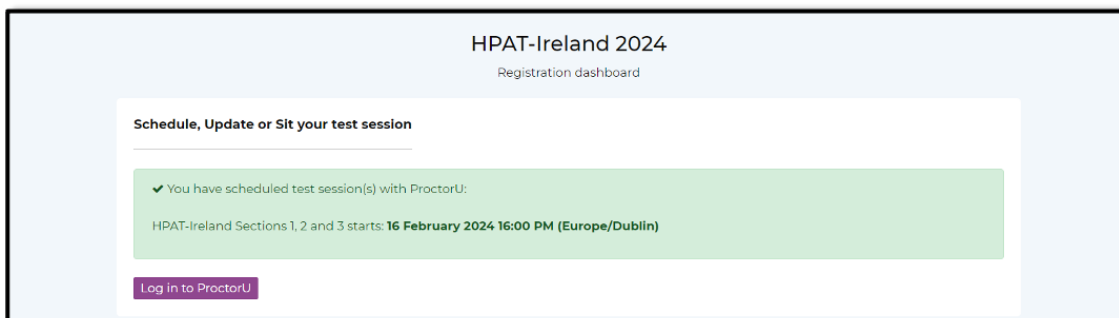 HPAT-Ireland 2024
Registration dashboard
Schedule, Update or Sit your test session
✔ You have scheduled test session(s) with ProctorU:
HPAT-Ireland Sections 1, 2 and 3 starts: 16 February 2024 16:00 PM (Europe/Dublin)
Log in to ProctorU